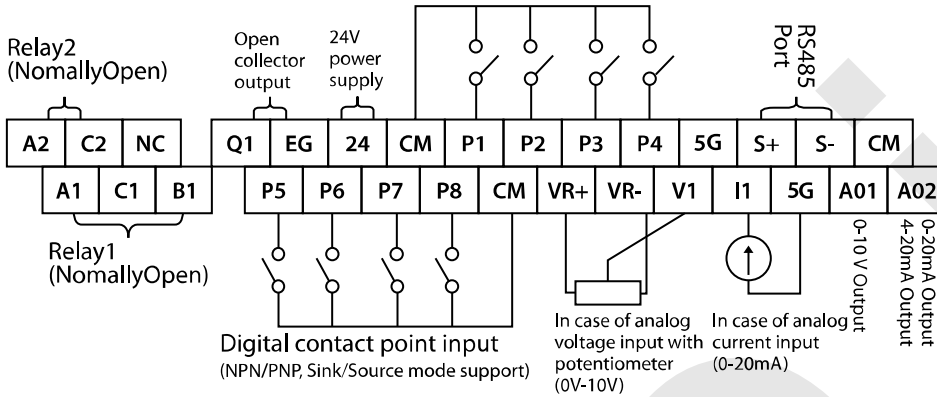 Relay2
(NomallyOpen)
Open
collector
output
24V
power
supply
RS485
Port
A2 C2 NC Q1 EG 24 CM P1 P2 P3 P4 5G S+ S- CM
A1 C1 B1 P5 P6 P7 P8 CM VR+ VR- V1 I1 5G A01 A02
Relay1
(NomallyOpen)
Digital contact point input
(NPN/PNP, Sink/Source mode support)
In case of analog
voltage input with
potentiometer
(0V-10V)
In case of analog
current input
(0-20mA)
0-10 V Output
0-20mA Output
4-20mA Output